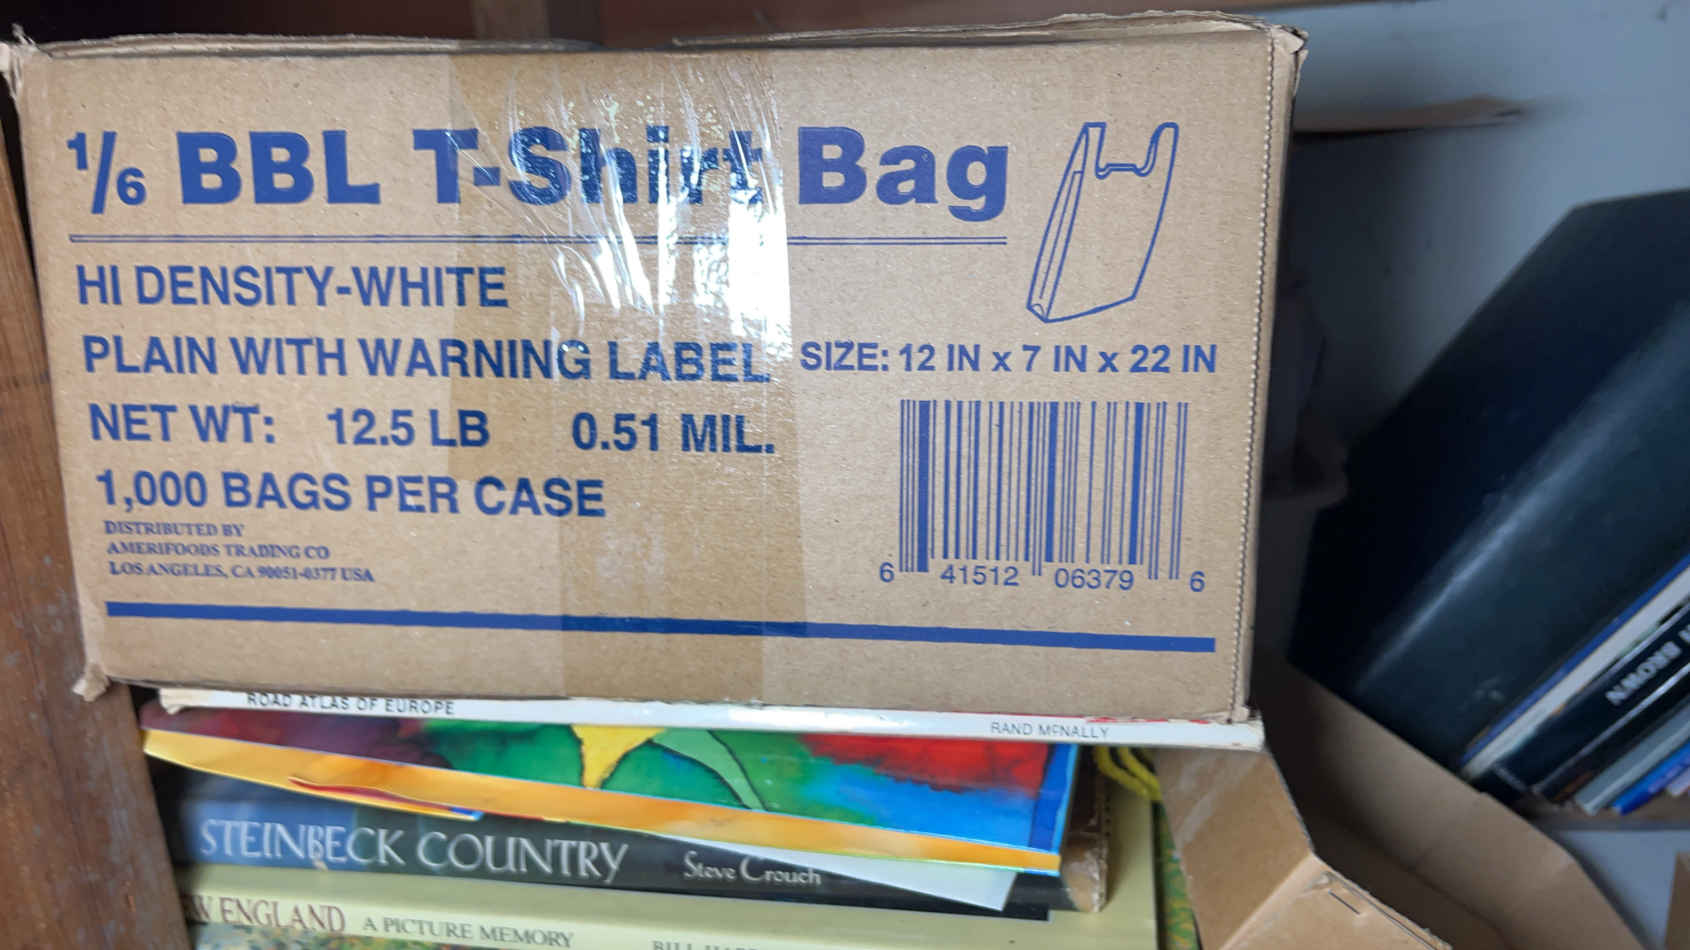 1/6 BBL T-Shirt Bag
HI DENSITY-WHITE
PLAIN WITH WARNING LABEL SIZE: 12 IN x 7 IN x 22 IN
NET WT: 12.5 LB 0.51 MIL.
1,000 BAGS PER CASE
DISTRIBUTED BY
AMERIFOODS TRADING CO
LOS ANGELES, CA 90051-0377 USA
6 41512 06379 6
ROAD ATLAS OF EUROPE RAND McNALLY
STEINBECK COUNTRY Steve Crouch
ENGLAND A PICTURE MEMORY BILL
BROWN